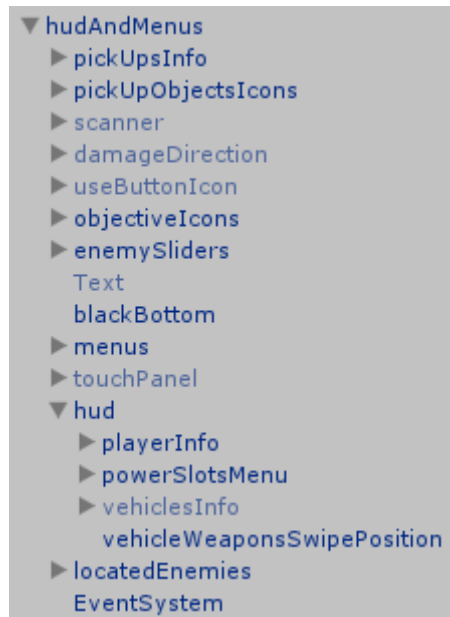 hudAndMenus
pickUpsInfo
pickUpObjectsIcons
scanner
damageDirection
useButtonIcon
objectiveIcons
enemySliders
Text
blackBottom
menus
touchPanel
hud
playerInfo
powerSlotsMenu
vehiclesInfo
vehicleWeaponsSwipePosition
locatedEnemies
EventSystem